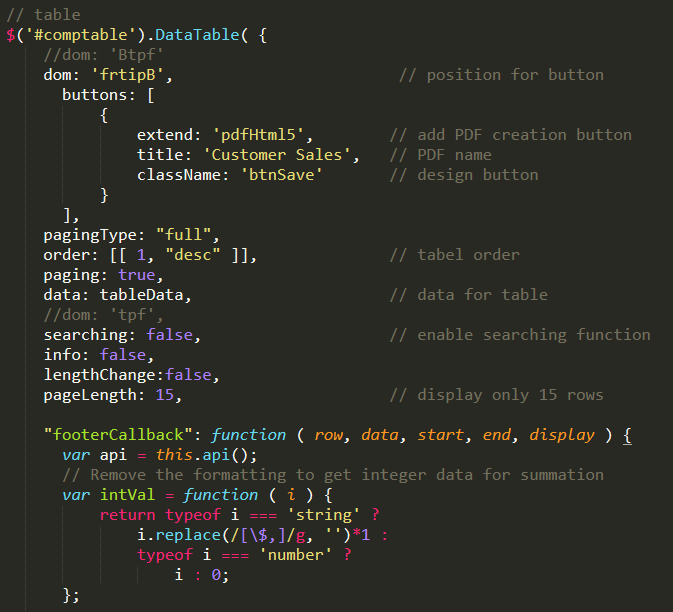 // table
$('#comptable').DataTable( {
    //dom: 'Btpf'
    dom: 'frtipB',                        // position for button
      buttons: [
          {
              extend: 'pdfHtml5',         // add PDF creation button
              title: 'Customer Sales',   // PDF name
              className: 'btnSave'       // design button
          }
      ],
    pagingType: "full",
    order: [[ 1, "desc" ]],              // tabel order
    paging: true,
    data: tableData,                     // data for table
    //dom: 'tpf',
    searching: false,                    // enable searching function
    info: false,
    lengthChange:false,
    pageLength: 15,                      // display only 15 rows

    "footerCallback": function ( row, data, start, end, display ) {
      var api = this.api();
      // Remove the formatting to get integer data for summation
      var intVal = function ( i ) {
          return typeof i === 'string' ?
              i.replace(/[\$,]/g, '')*1 :
              typeof i === 'number' ?
                  i : 0;
      };